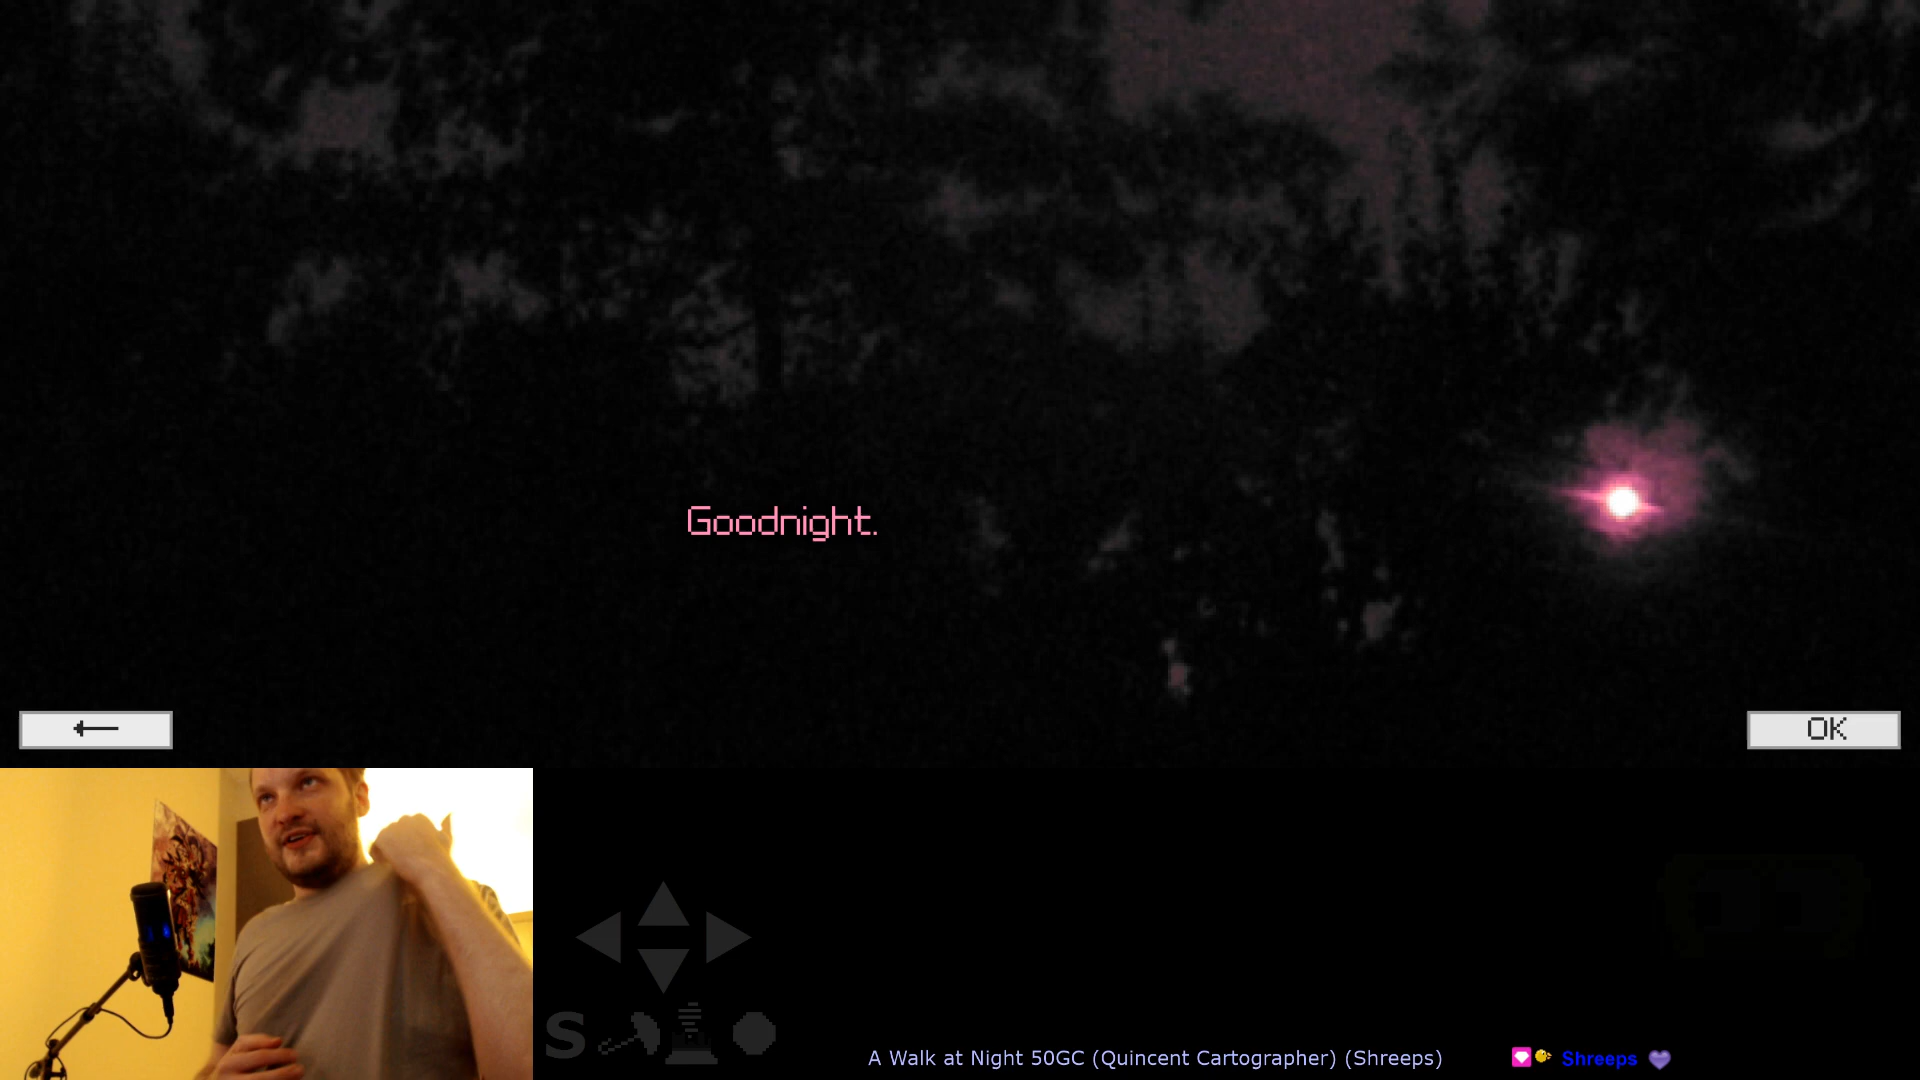 Goodnight.
OK
S
A Walk at Night 50GC (Quincent Cartographer) (Shreeps)
Shreeps